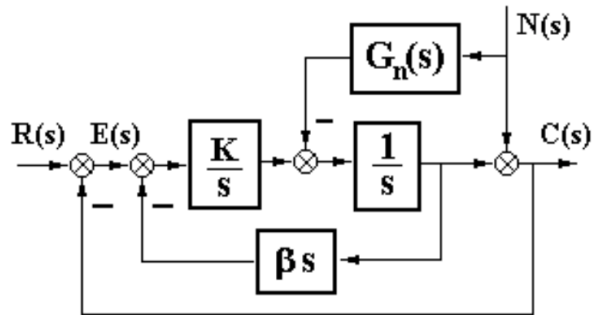 N(s)
Gn(s)
−
R(s) E(s) K/s 1/s C(s)
− −
βs